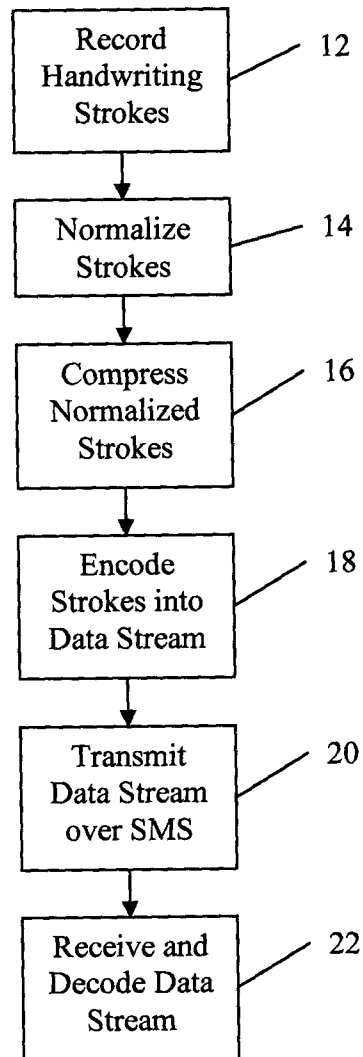 Record
Handwriting
Strokes
12
Normalize
Strokes
14
Compress
Normalized
Strokes
16
Encode
Strokes into
Data Stream
18
Transmit
Data Stream
over SMS
20
Receive and
Decode Data
Stream
22